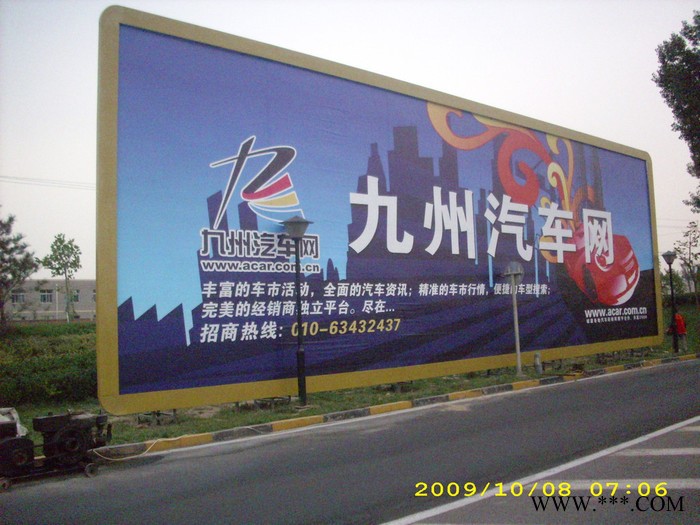 九州汽车网
www.acar.com.cn
九州汽车网
丰富的车市活动，全面的汽车资讯；精准的车市行情，便捷的车型搜索；
完美的经销商独立平台。尽在...
招商热线：010-63432437
www.acar.com.cn
2009/10/08 07:06
WWW.***.COM